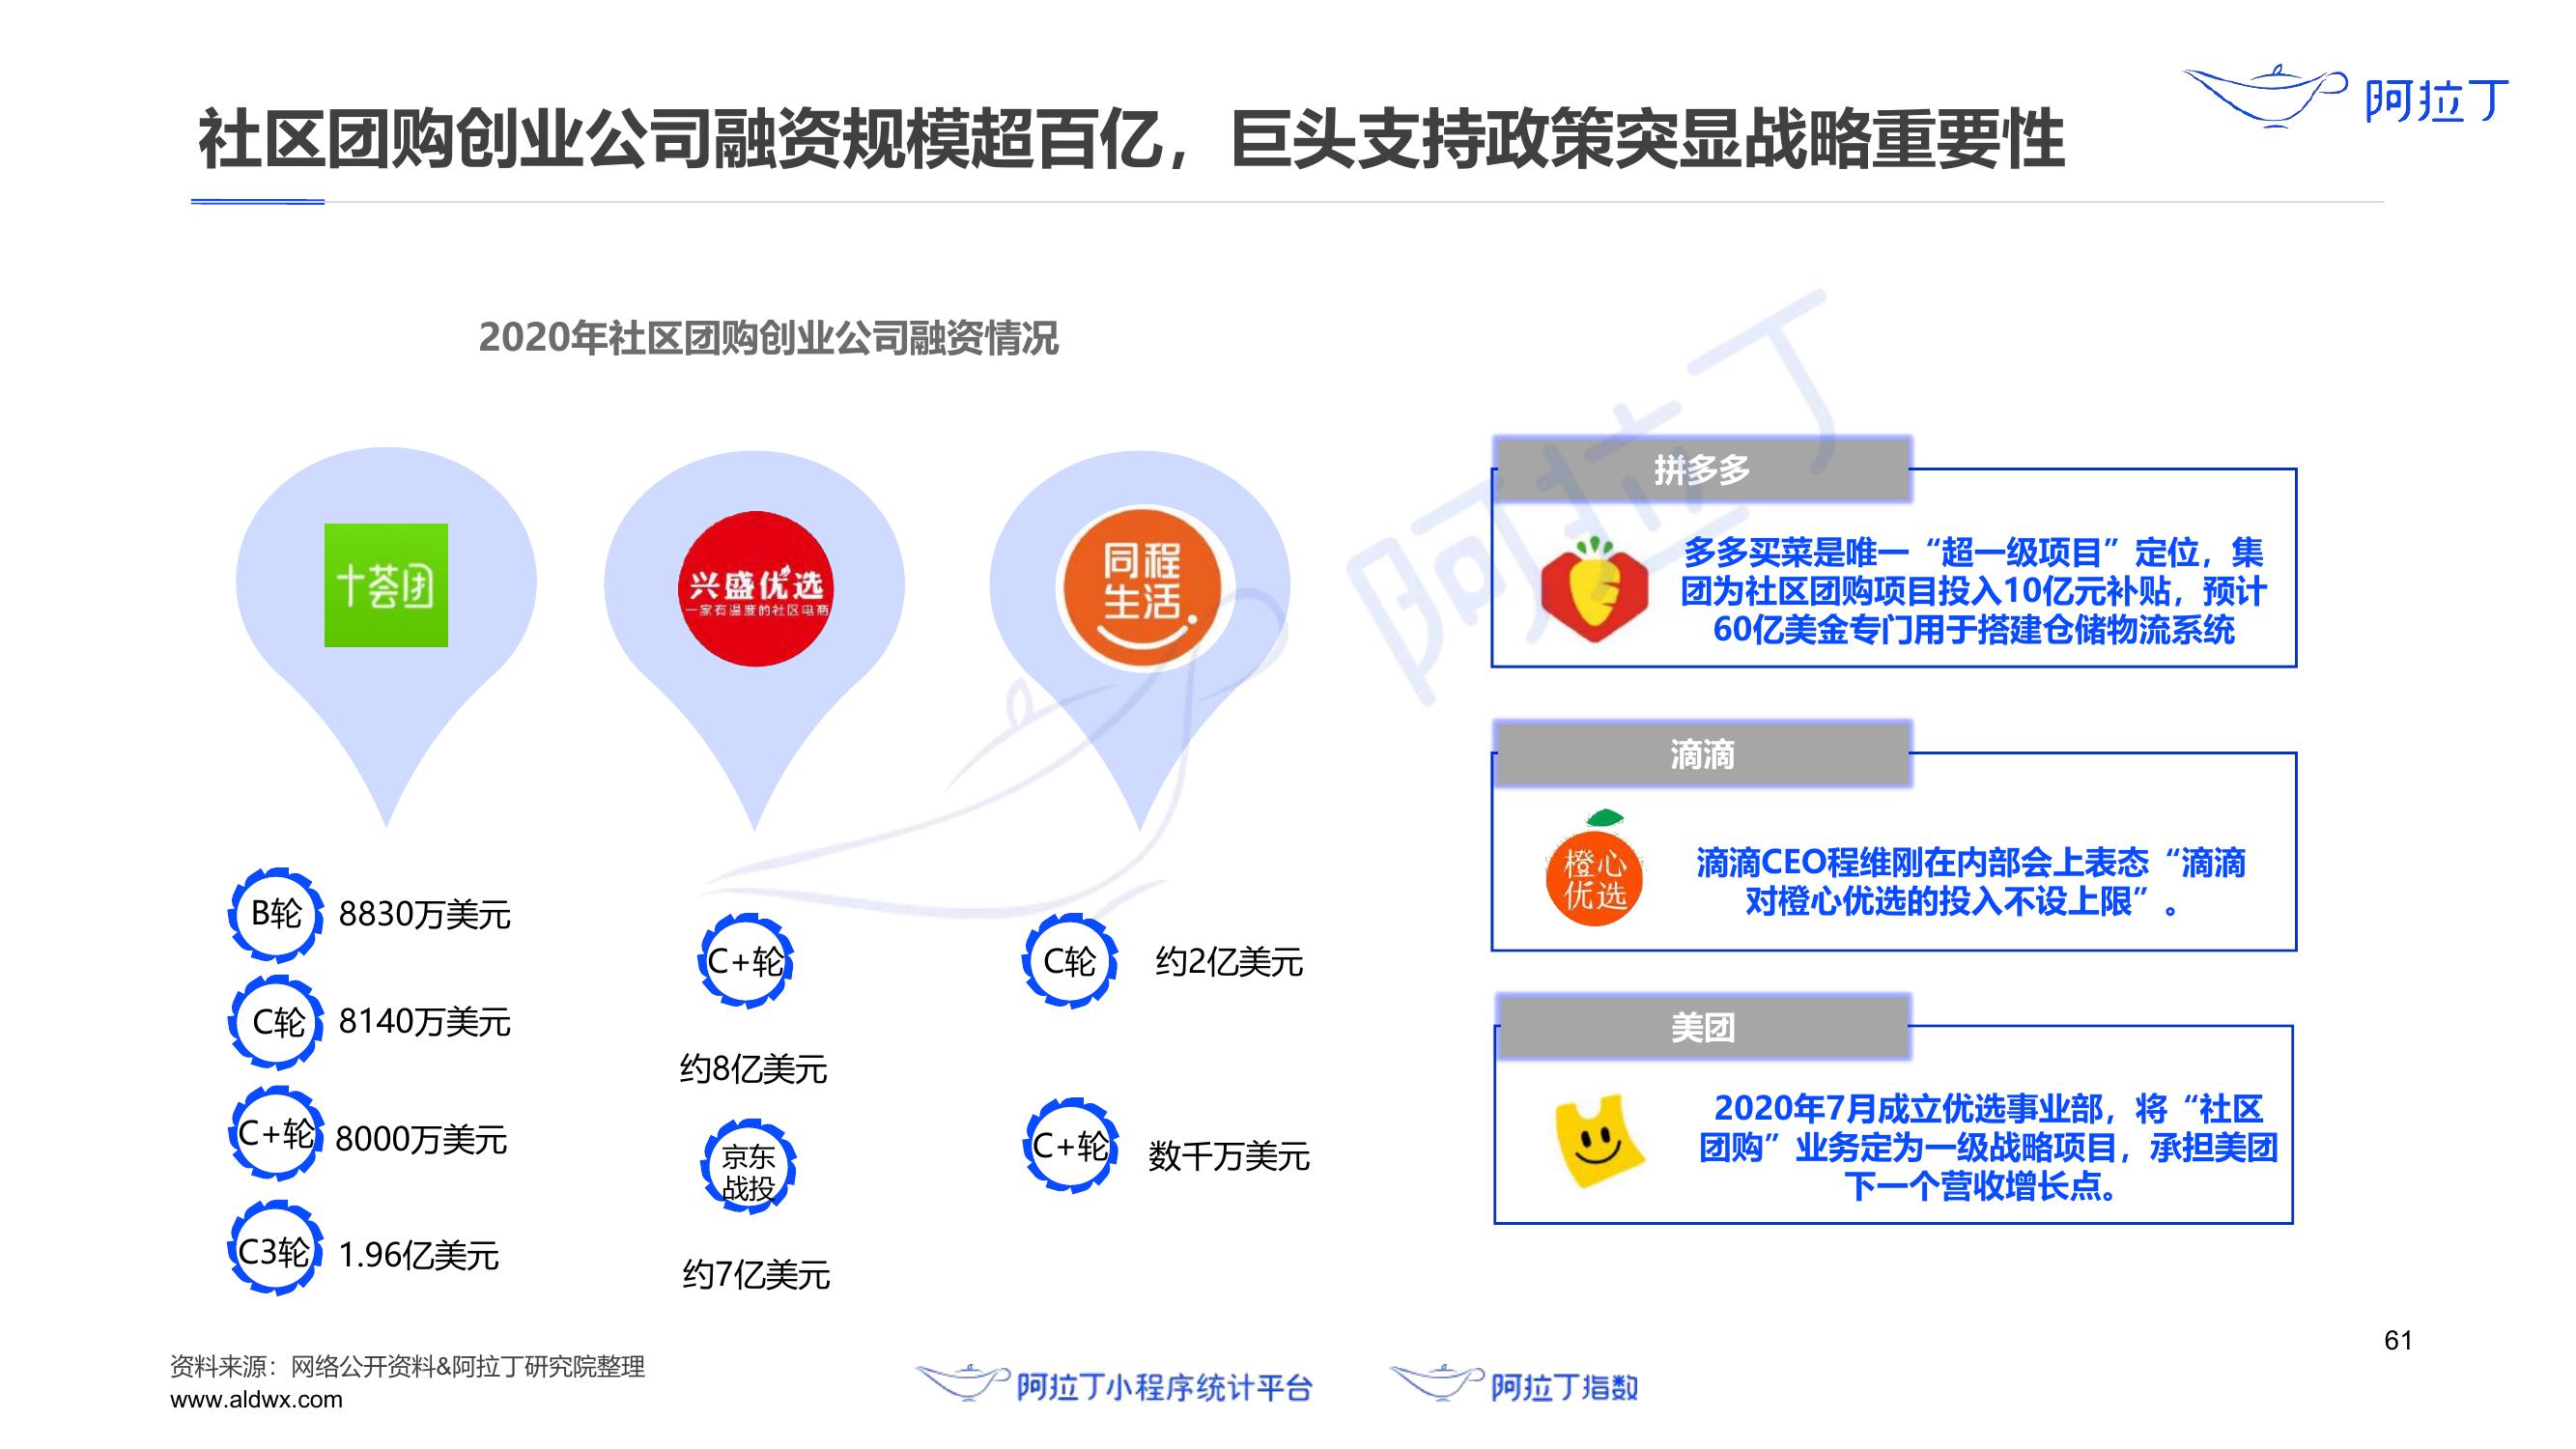 阿拉丁
社区团购创业公司融资规模超百亿，巨头支持政策突显战略重要性
2020年社区团购创业公司融资情况
十荟团
兴盛优选
一家有温度的社区电商
同程
生活
B轮 8830万美元
C轮 8140万美元
C+轮 8000万美元
C3轮 1.96亿美元
C+轮
约8亿美元
京东
战投
约7亿美元
C轮 约2亿美元
C+轮 数千万美元
拼多多
多多买菜是唯一“超一级项目”定位，集
团为社区团购项目投入10亿元补贴，预计
60亿美金专门用于搭建仓储物流系统
滴滴
橙心
优选
滴滴CEO程维刚在内部会上表态“滴滴
对橙心优选的投入不设上限”。
美团
2020年7月成立优选事业部，将“社区
团购”业务定为一级战略项目，承担美团
下一个营收增长点。
阿拉丁
61
资料来源：网络公开资料&阿拉丁研究院整理
www.aldwx.com
阿拉丁小程序统计平台
阿拉丁指数